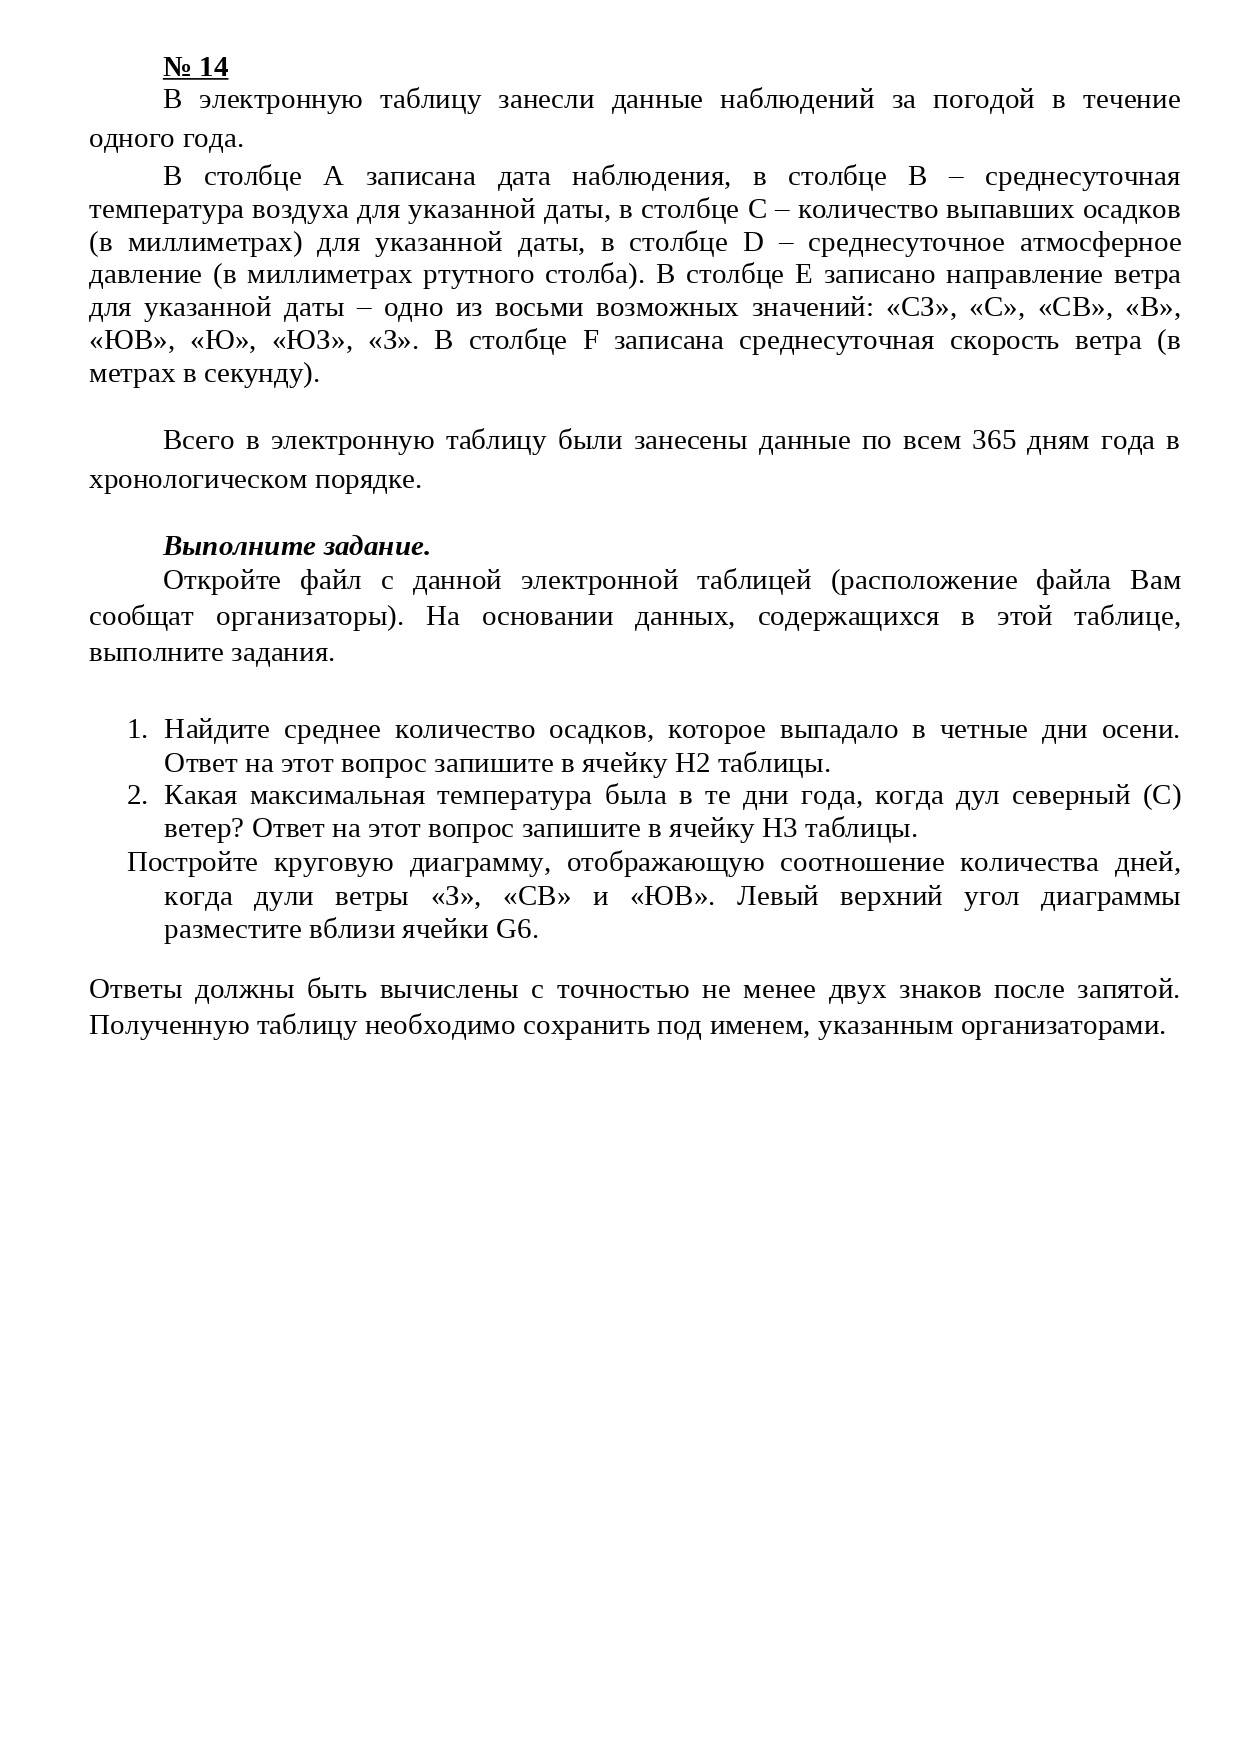 № 14
В электронную таблицу занесли данные наблюдений за погодой в течение
одного года.
В столбце A записана дата наблюдения, в столбце B – среднесуточная
температура воздуха для указанной даты, в столбце C – количество выпавших осадков
(в миллиметрах) для указанной даты, в столбце D – среднесуточное атмосферное
давление (в миллиметрах ртутного столба). В столбце E записано направление ветра
для указанной даты – одно из восьми возможных значений: «СЗ», «С», «СВ», «В»,
«ЮВ», «Ю», «ЮЗ», «З». В столбце F записана среднесуточная скорость ветра (в
метрах в секунду).
Всего в электронную таблицу были занесены данные по всем 365 дням года в
хронологическом порядке.
Выполните задание.
Откройте файл с данной электронной таблицей (расположение файла Вам
сообщат организаторы). На основании данных, содержащихся в этой таблице,
выполните задания.
1. Найдите среднее количество осадков, которое выпадало в четные дни осени.
Ответ на этот вопрос запишите в ячейку H2 таблицы.
2. Какая максимальная температура была в те дни года, когда дул северный (С)
ветер? Ответ на этот вопрос запишите в ячейку H3 таблицы.
Постройте круговую диаграмму, отображающую соотношение количества дней,
когда дули ветры «З», «СВ» и «ЮВ». Левый верхний угол диаграммы
разместите вблизи ячейки G6.
Ответы должны быть вычислены с точностью не менее двух знаков после запятой.
Полученную таблицу необходимо сохранить под именем, указанным организаторами.